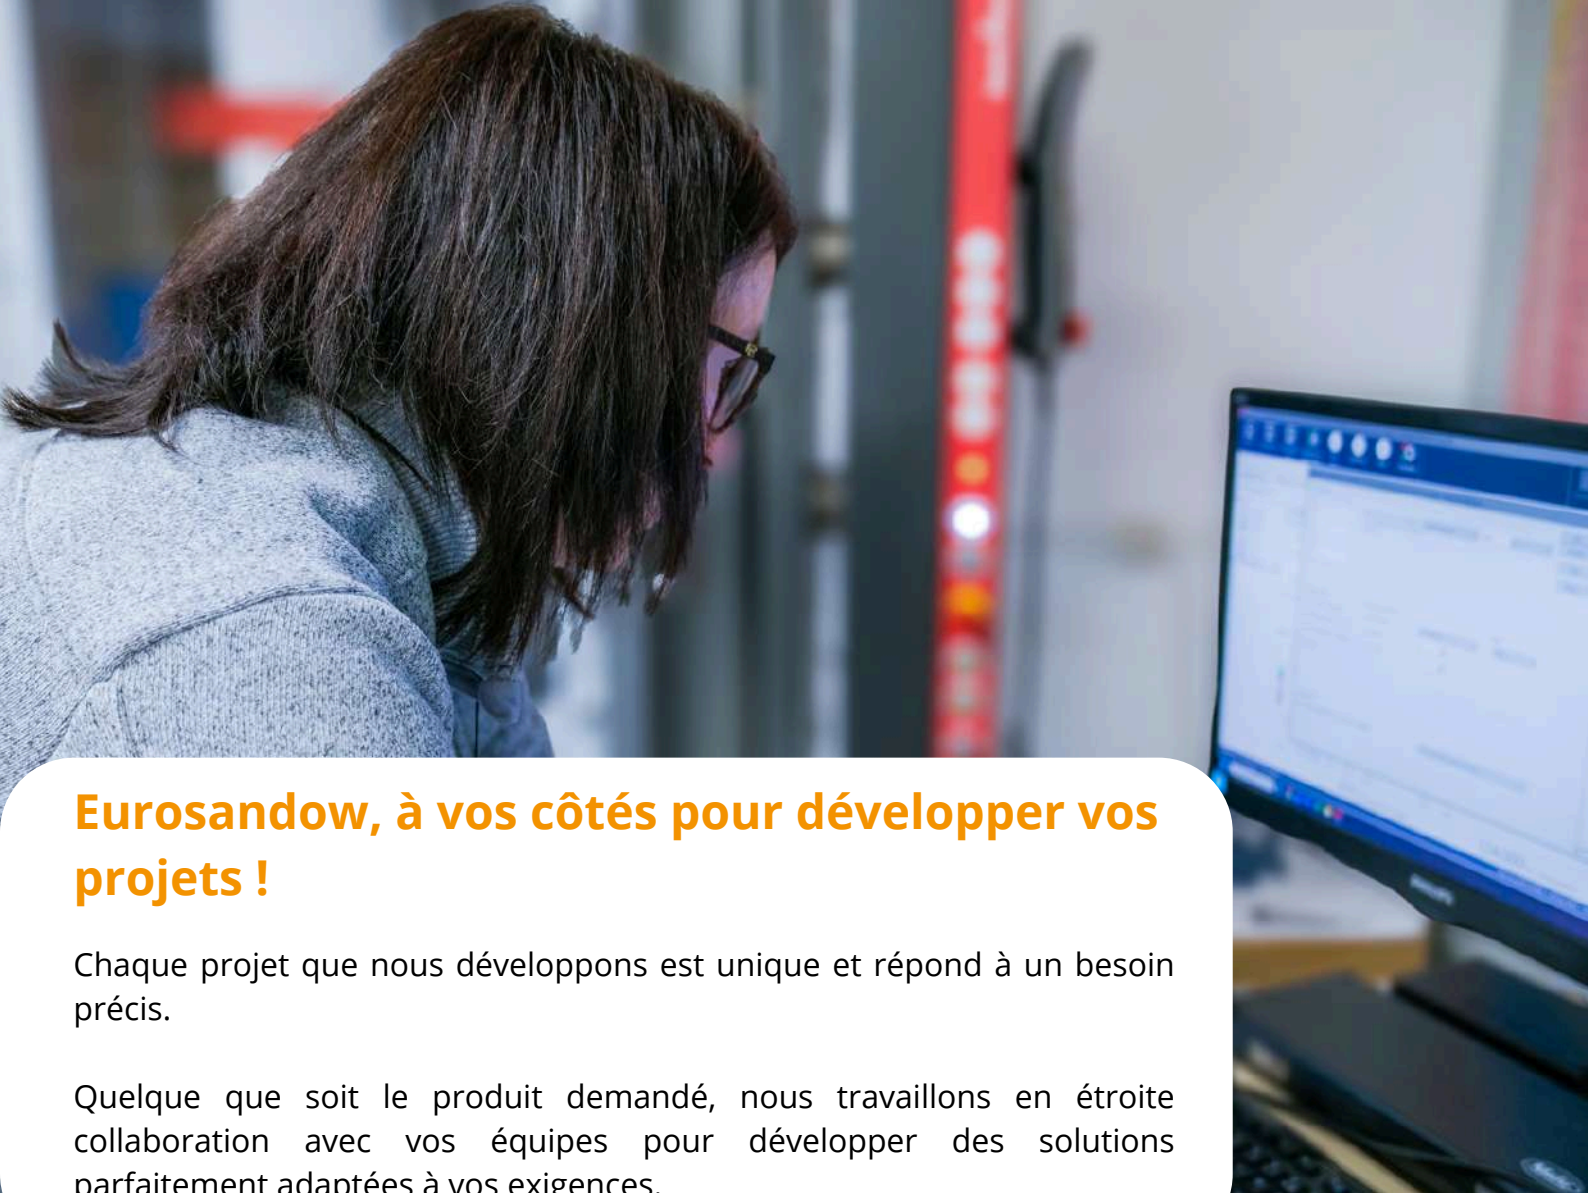 Eurosandow, à vos côtés pour développer vos
projets !
Chaque projet que nous développons est unique et répond à un besoin
précis.
Quelque que soit le produit demandé, nous travaillons en étroite
collaboration avec vos équipes pour développer des solutions
parfaitement adaptées à vos exigences.